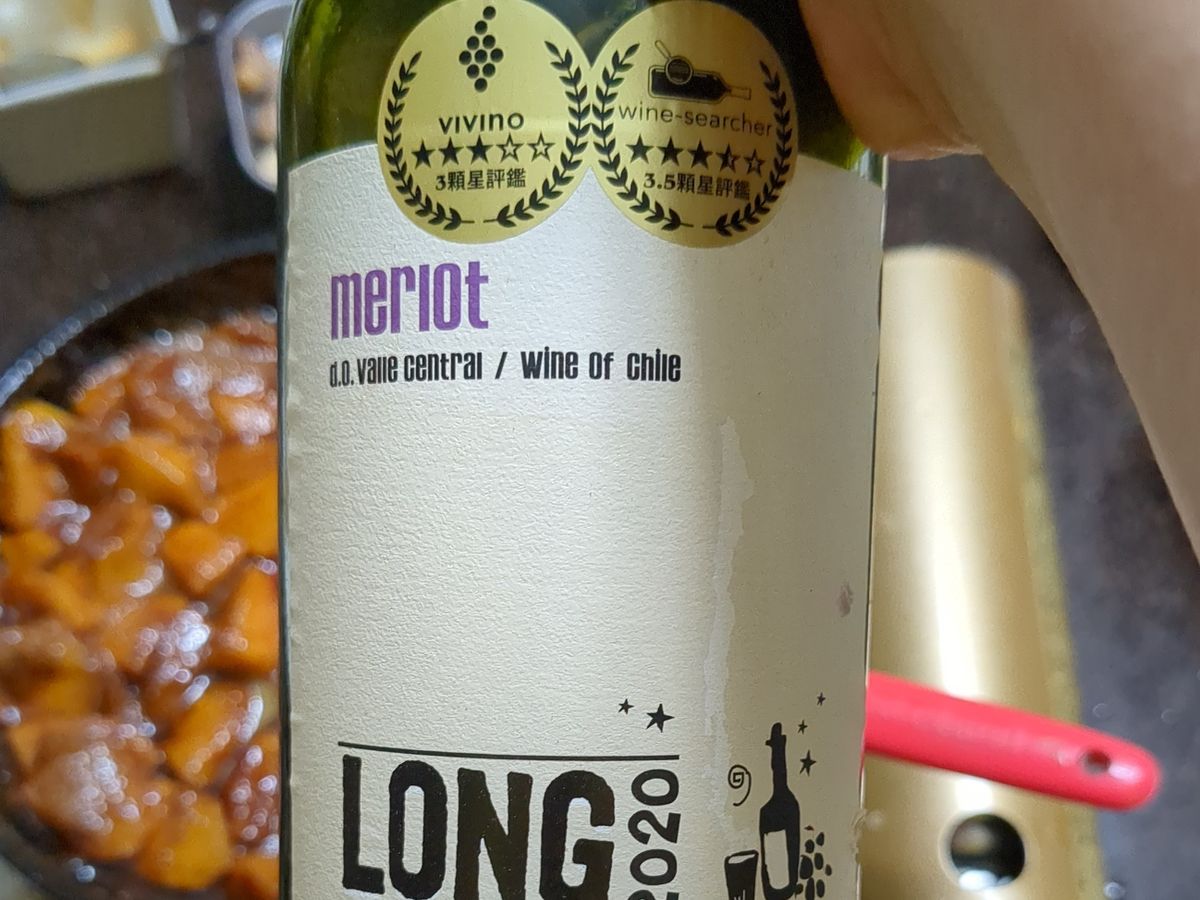 vivino
3顆星評鑑
wine-searcher
3.5顆星評鑑
merlot
d.o. valle central / wine of chile
LONG
2020